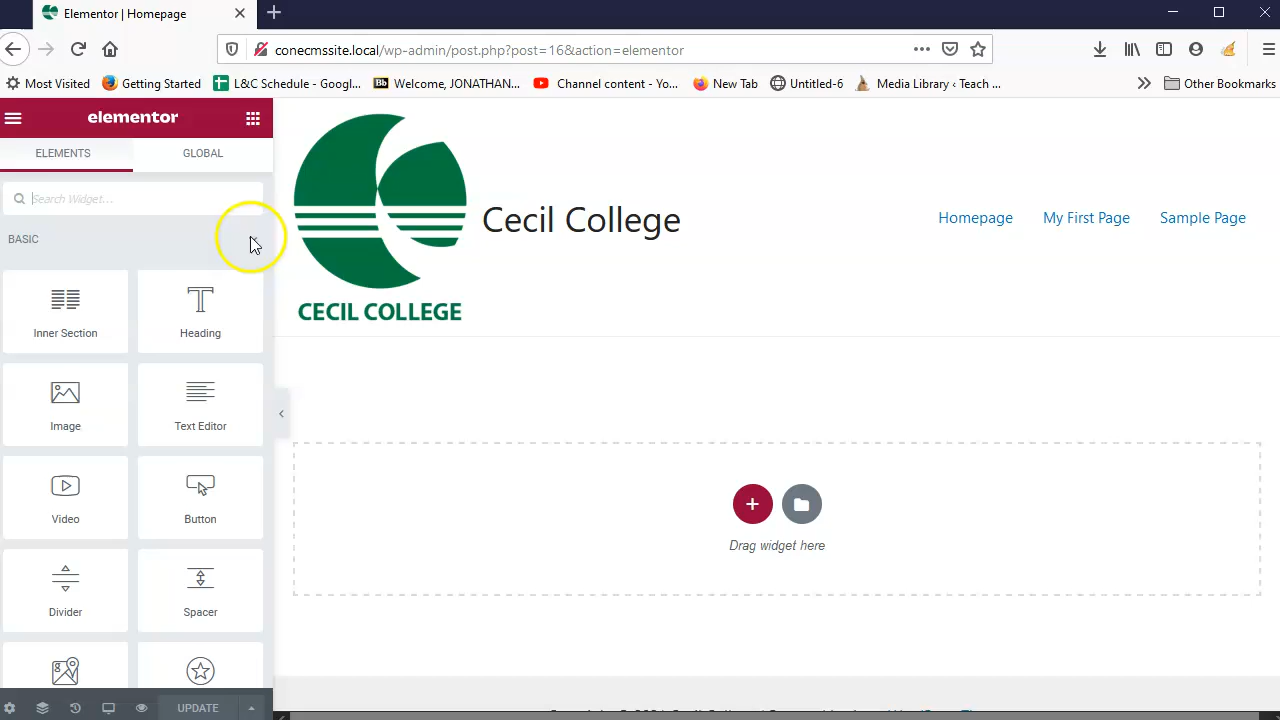 Elementor | Homepage
conecmssite.local/wp-admin/post.php?post=16&action=elementor
Most Visited Getting Started L&C Schedule - Googl... Bb Welcome, JONATHAN... Channel content - Yo... New Tab Untitled-6 Media Library ‹ Teach ... Other Bookmarks
elementor
ELEMENTS GLOBAL
Search Widget...
BASIC
Inner Section Heading
Image Text Editor
Video Button
Divider Spacer
UPDATE
CECIL COLLEGE
Cecil College
Homepage My First Page Sample Page
Drag widget here